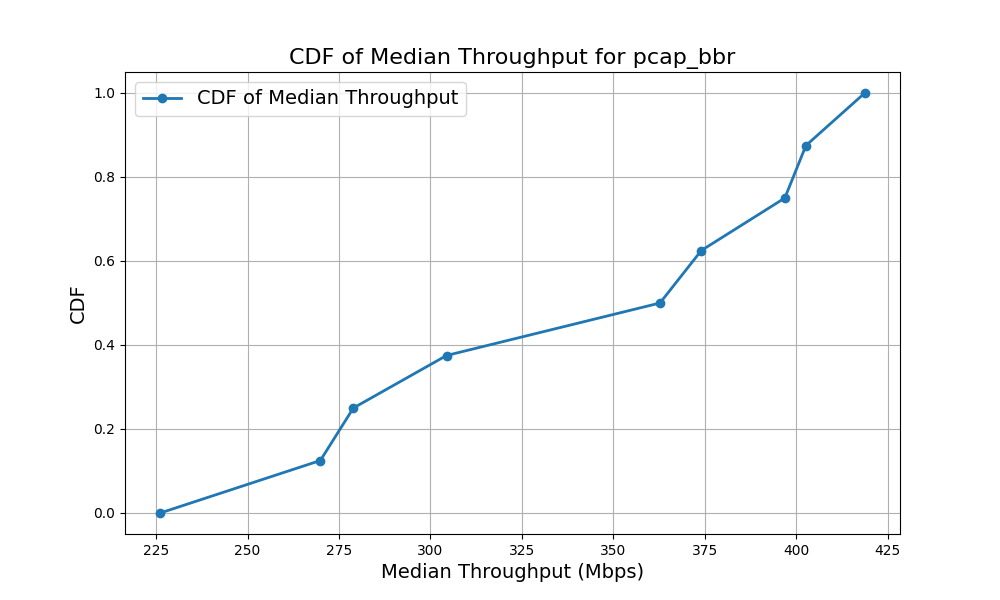 CDF of Median Throughput for pcap_bbr
CDF of Median Throughput
1.0
0.8
0.6
0.4
0.2
0.0
CDF
225 250 275 300 325 350 375 400 425
Median Throughput (Mbps)